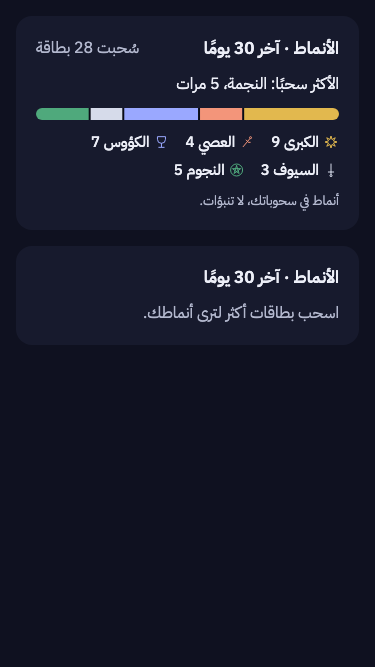 الأنماط · آخر 30 يومًا سُحبت 28 بطاقة
الأكثر سحبًا: النجمة، 5 مرات
الكبرى 9 العصي 4 الكؤوس 7
السيوف 3 النجوم 5
أنماط في سحوباتك، لا تنبؤات.
الأنماط · آخر 30 يومًا
اسحب بطاقات أكثر لترى أنماطك.